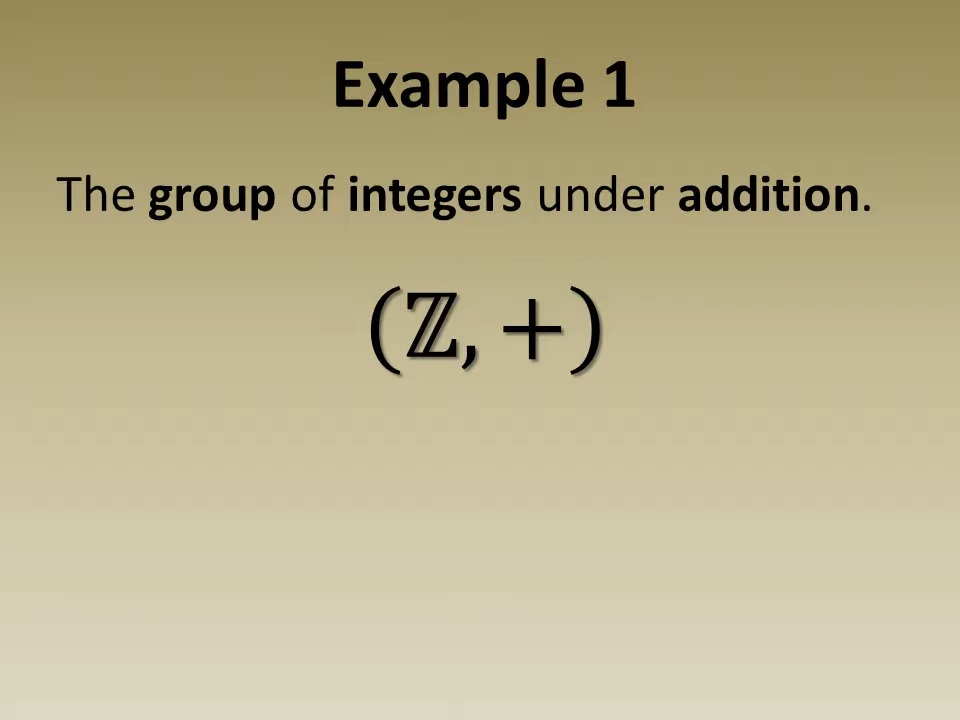 Example 1
The group of integers under addition.
(ℤ, +)